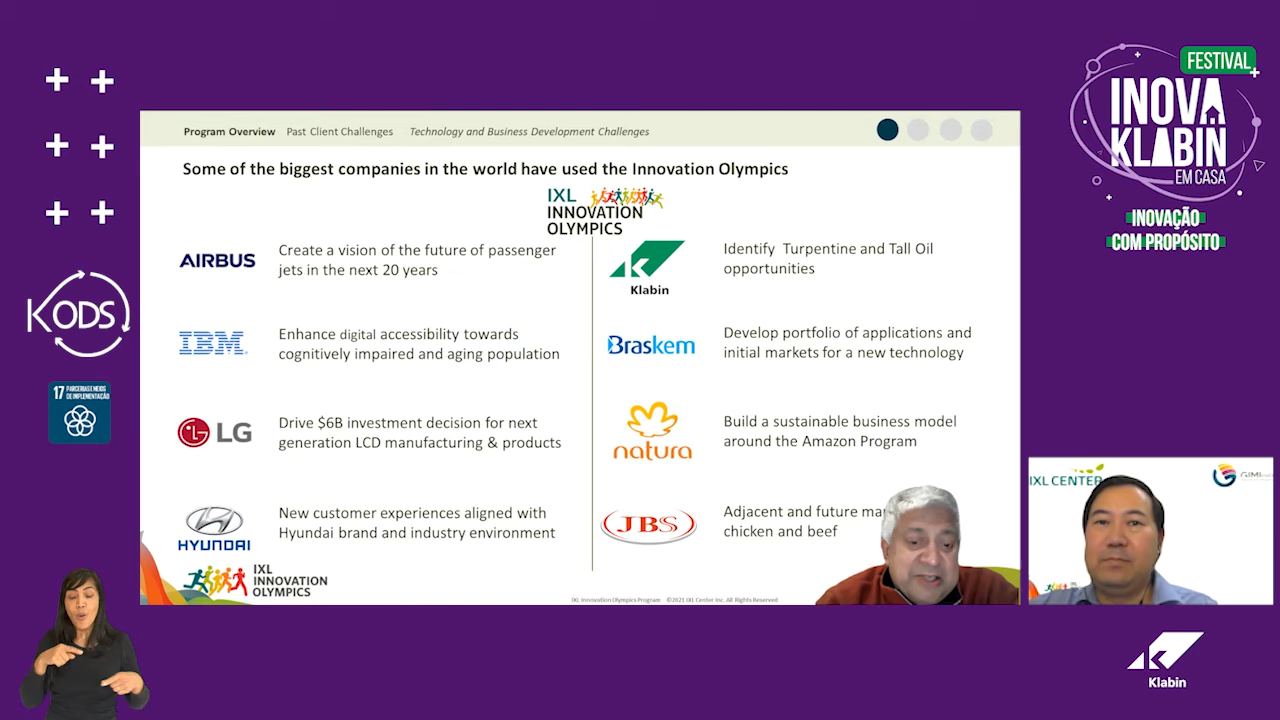 FESTIVAL
INOVA
KLABIN
EM CASA
INOVAÇÃO
COM PROPÓSITO
KODS
17 PARCERIAS E MEIOS
DE IMPLEMENTAÇÃO
Program Overview Past Client Challenges Technology and Business Development Challenges
Some of the biggest companies in the world have used the Innovation Olympics
IXL
INNOVATION
OLYMPICS
AIRBUS
Create a vision of the future of passenger
jets in the next 20 years
IBM
Enhance digital accessibility towards
cognitively impaired and aging population
LG
Drive $6B investment decision for next
generation LCD manufacturing & products
HYUNDAI
New customer experiences aligned with
Hyundai brand and industry environment
Klabin
Identify Turpentine and Tall Oil
opportunities
Braskem
Develop portfolio of applications and
initial markets for a new technology
natura
Build a sustainable business model
around the Amazon Program
JBS
Adjacent and future
chicken and beef
IXL
INNOVATION
OLYMPICS
IXL Innovation Olympics Program ©2021 IXL Center Inc. All Rights Reserved
IXL CENTER
GIMI
Klabin